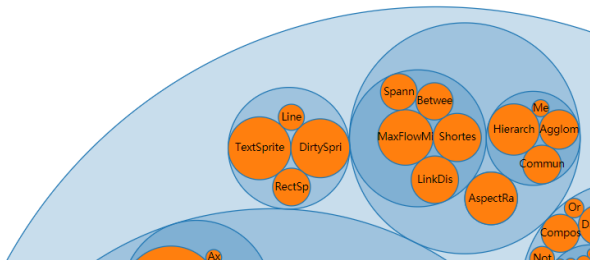 Spann
Betwee
Me
Line
MaxFlowMi
Shortes
Hierarch
Agglom
TextSprite
DirtySpri
Commun
LinkDis
RectSp
AspectRa
Or
Compos
Ax
Not